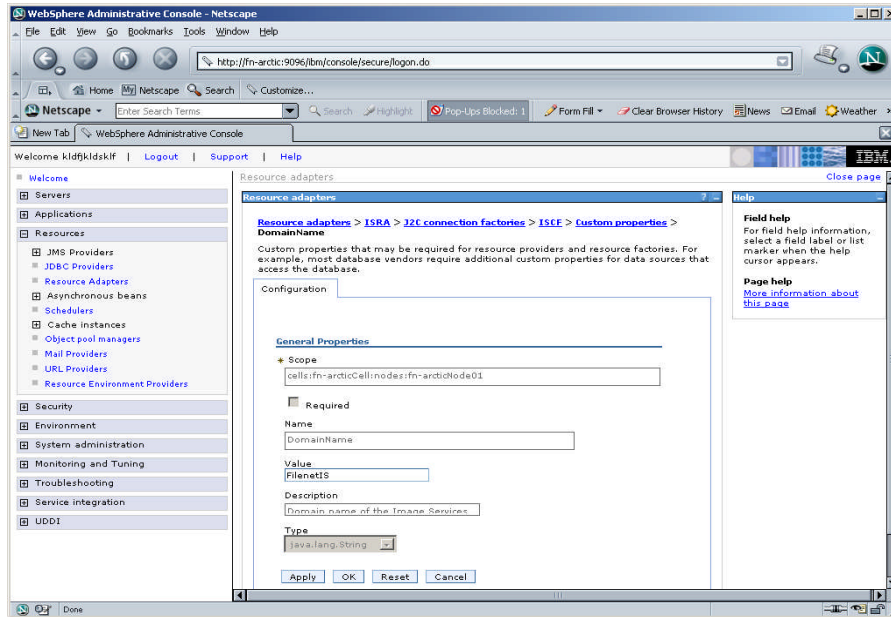 WebSphere Administrative Console - Netscape
File Edit View Go Bookmarks Tools Window Help
http://fn-arctic:9096/ibm/console/secure/logon.do
Home My Netscape Search Customize...
Netscape Enter Search Terms Search Highlight Pop-Ups Blocked: 1 Form Fill Clear Browser History News Email Weather
New Tab WebSphere Administrative Console
Welcome kldfjkldsklf | Logout | Support | Help IBM
Welcome
Servers
Applications
Resources
JMS Providers
JDBC Providers
Resource Adapters
Asynchronous beans
Schedulers
Cache instances
Object pool managers
Mail Providers
URL Providers
Resource Environment Providers
Security
Environment
System administration
Monitoring and Tuning
Troubleshooting
Service integration
UDDI
Resource adapters Close page
Resource adapters ? -
Resource adapters > ISRA > J2C connection factories > ISCF > Custom properties >
DomainName
Custom properties that may be required for resource providers and resource factories. For
example, most database vendors require additional custom properties for data sources that
access the database.
Configuration
General Properties
Scope
cells:fn-arcticCell:nodes:fn-arcticNode01
Required
Name
DomainName
Value
FilenetIS
Description
Domain name of the Image Services
Type
java.lang.String
Apply OK Reset Cancel
Help
Field help
For field help information,
select a field label or list
marker when the help
cursor appears.
Page help
More information about
this page
Done